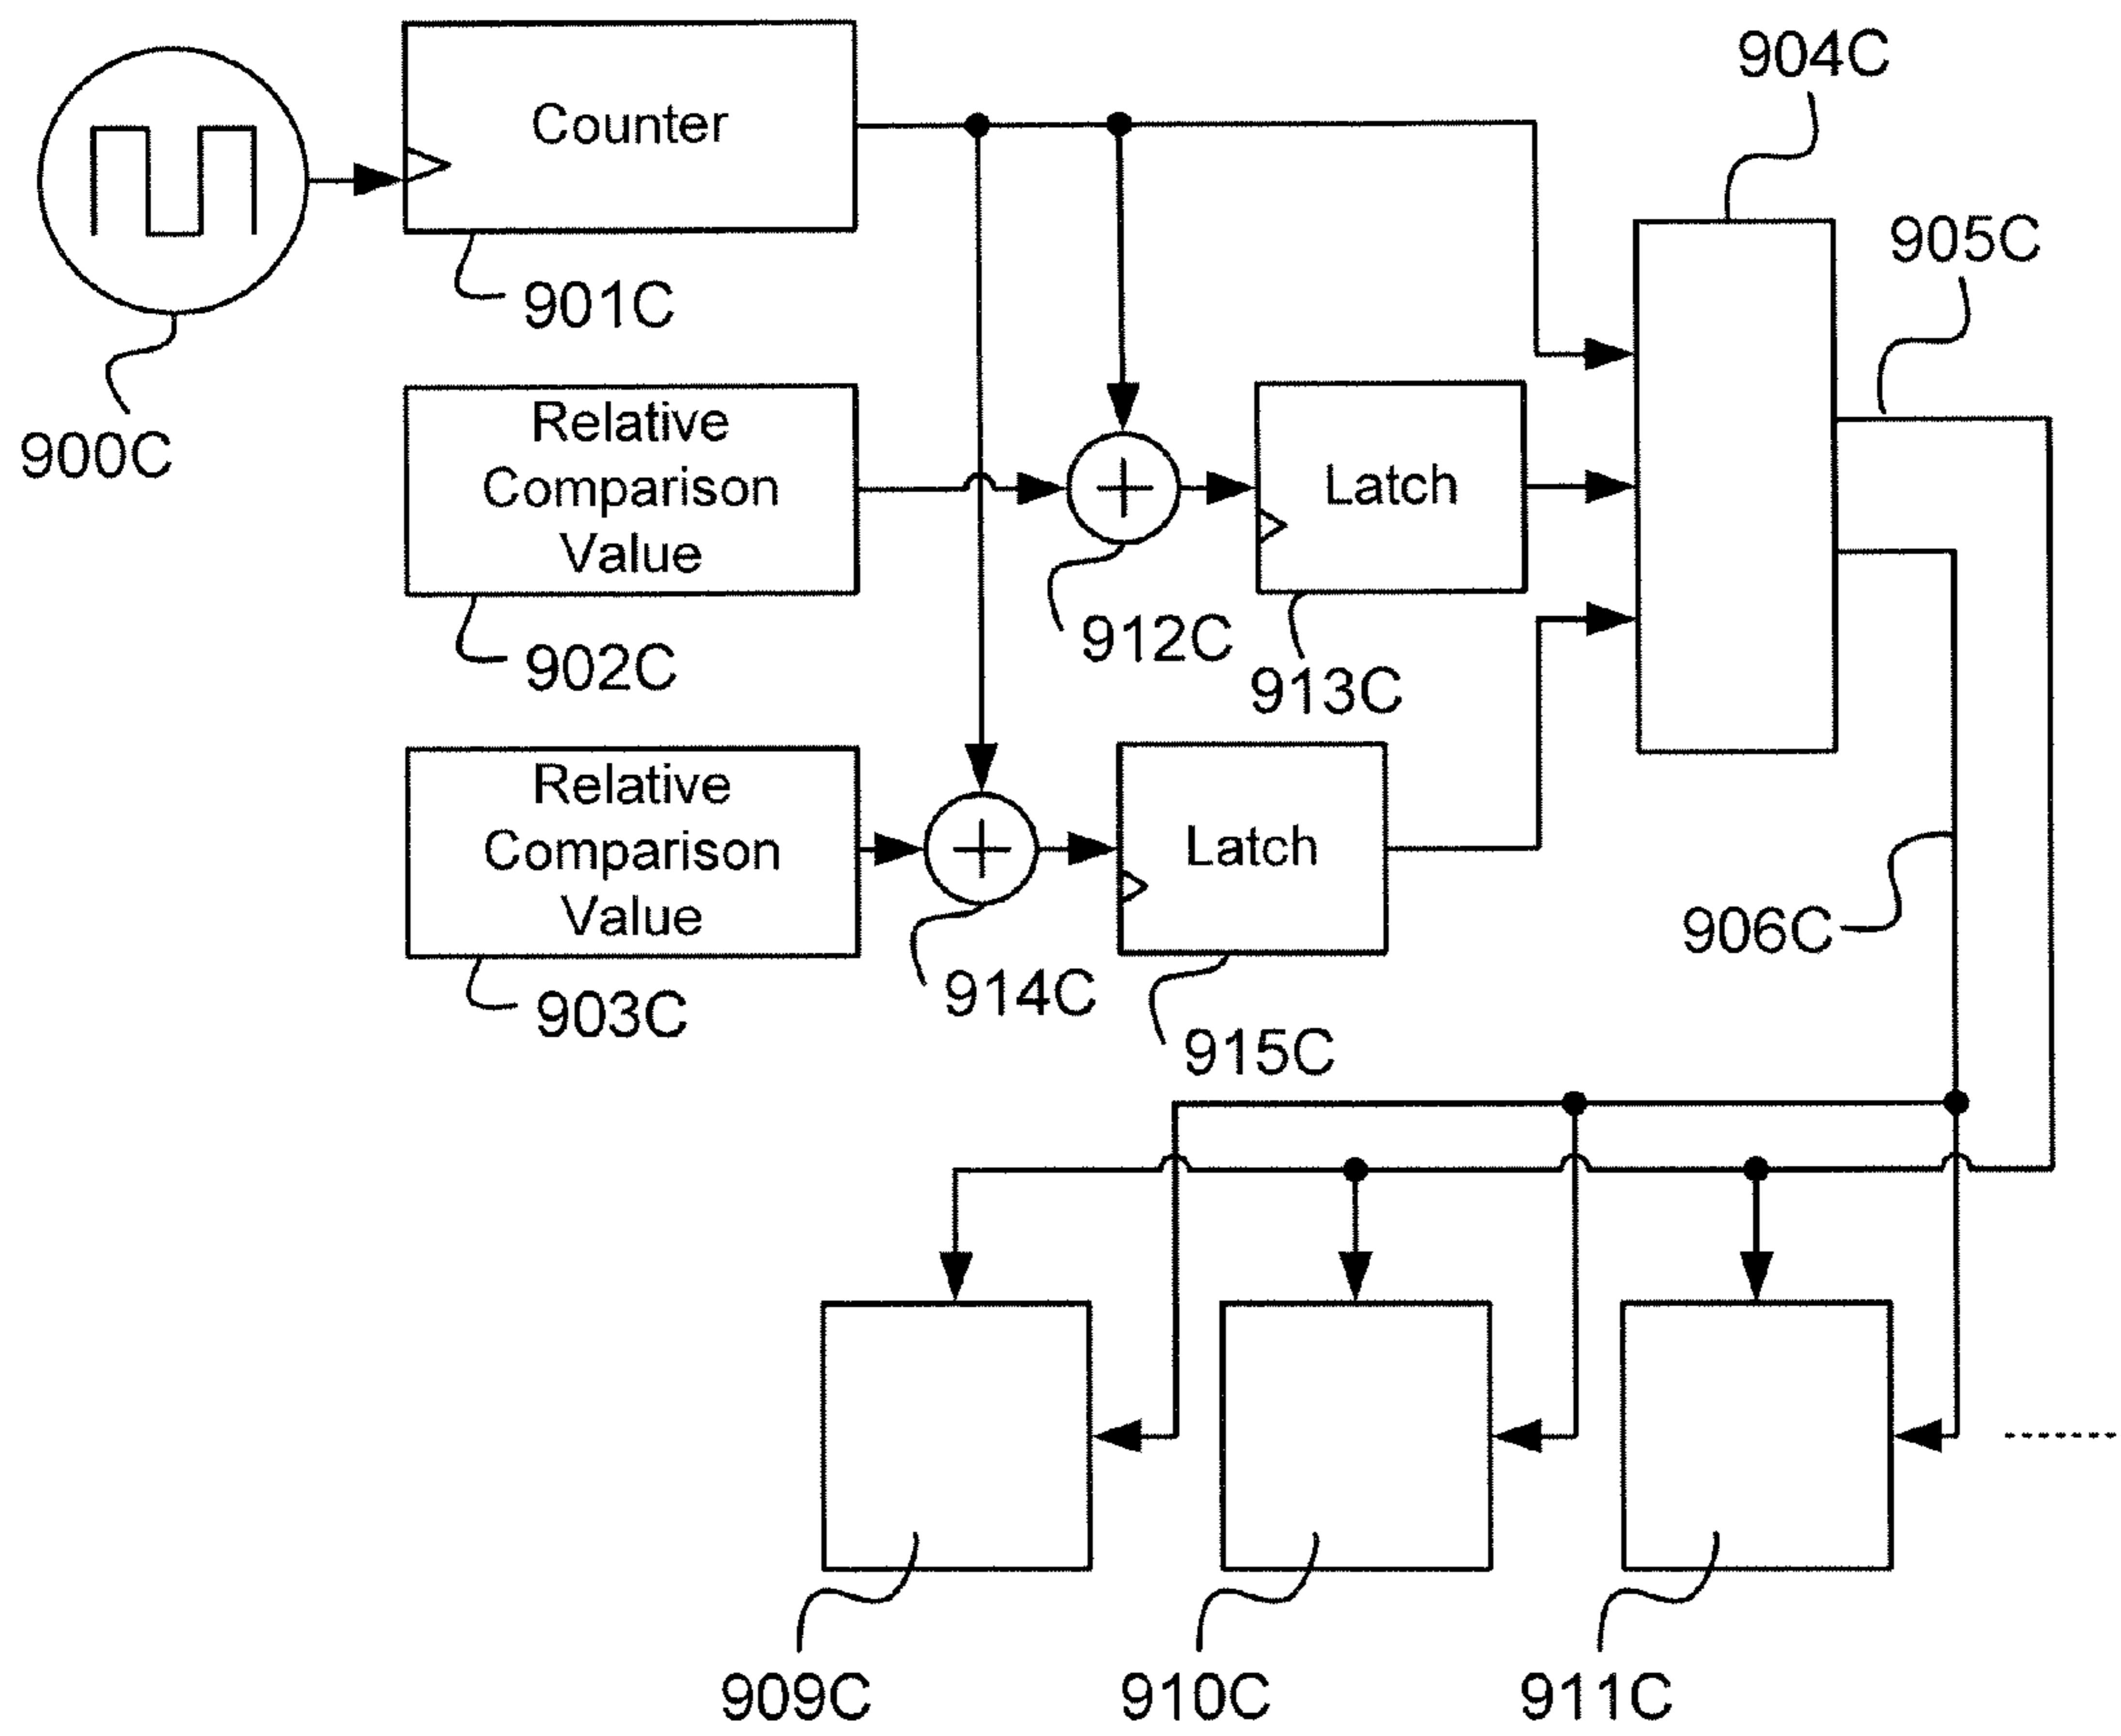 904C
Counter
905C
901C
900C
Relative
Comparison
Value
Latch
912C
902C
913C
Relative
Comparison
Value
Latch
906C
914C
903C
915C
909C
910C
911C